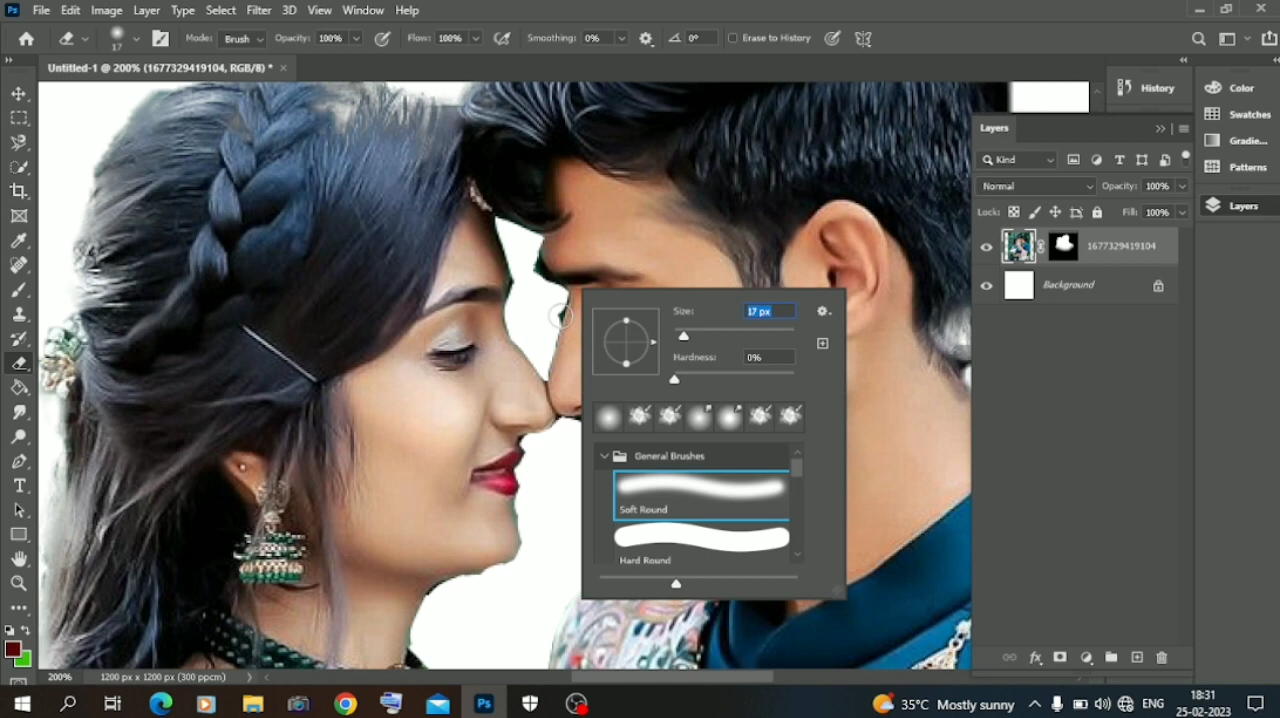 Ps File Edit Image Layer Type Select Filter 3D View Window Help
17 Mode: Brush Opacity: 100% Flow: 100% Smoothing: 0% 0° Erase to History
Untitled-1 @ 200% (1677329419104, RGB/8) * ×
History
Color
Swatches
Gradie...
Patterns
Layers
Layers
Kind
Normal Opacity: 100%
Lock: Fill: 100%
1677329419104
Background
Size: 17 px
Hardness: 0%
General Brushes
Soft Round
Hard Round
200% 1200 px x 1200 px (300 ppcm)
Ps 35°C Mostly sunny ENG 18:31
25-02-2023